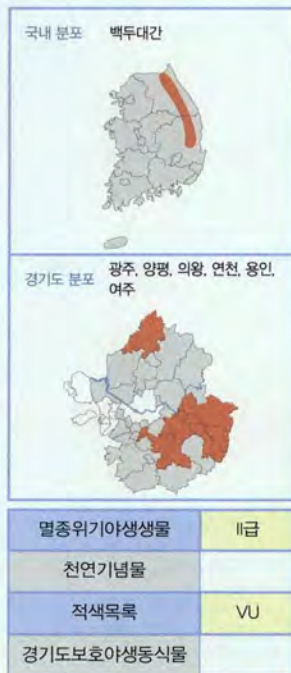 국내 분포 백두대간
경기도 분포 광주, 양평, 의왕, 연천, 용인,
여주
멸종위기야생생물 II급
천연기념물
적색목록 VU
경기도보호야생동식물